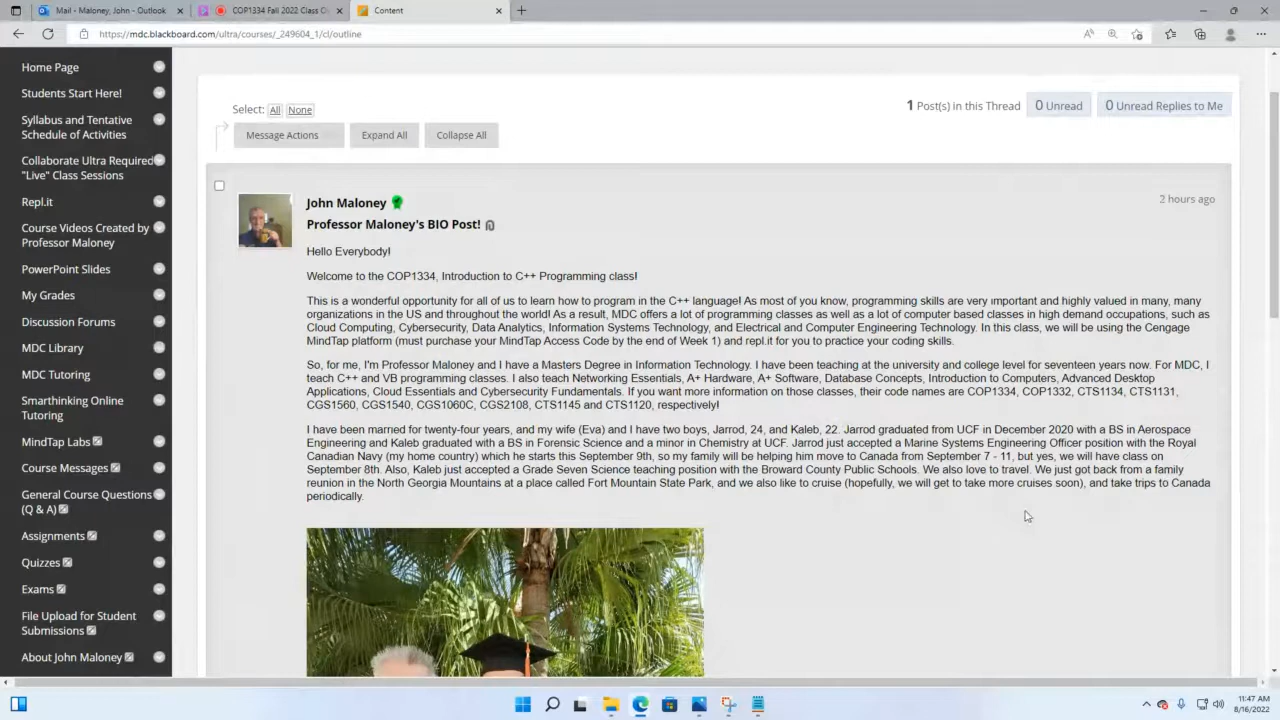 Mail - Maloney, John - Outlook
COP1334 Fall 2022 Class O
Content
https://mdc.blackboard.com/ultra/courses/_249604_1/cl/outline
Home Page
Students Start Here!
Syllabus and Tentative
Schedule of Activities
Collaborate Ultra Required
"Live" Class Sessions
Repl.it
Course Videos Created by
Professor Maloney
PowerPoint Slides
My Grades
Discussion Forums
MDC Library
MDC Tutoring
Smarthinking Online
Tutoring
MindTap Labs
Course Messages
General Course Questions
(Q & A)
Assignments
Quizzes
Exams
File Upload for Student
Submissions
About John Maloney
Select: All None
1 Post(s) in this Thread 0 Unread 0 Unread Replies to Me
Message Actions Expand All Collapse All
John Maloney
2 hours ago
Professor Maloney's BIO Post!
Hello Everybody!
Welcome to the COP1334, Introduction to C++ Programming class!
This is a wonderful opportunity for all of us to learn how to program in the C++ language! As most of you know, programming skills are very important and highly valued in many, many
organizations in the US and throughout the world! As a result, MDC offers a lot of programming classes as well as a lot of computer based classes in high demand occupations, such as
Cloud Computing, Cybersecurity, Data Analytics, Information Systems Technology, and Electrical and Computer Engineering Technology. In this class, we will be using the Cengage
MindTap platform (must purchase your MindTap Access Code by the end of Week 1) and repl.it for you to practice your coding skills.
So, for me, I'm Professor Maloney and I have a Masters Degree in Information Technology. I have been teaching at the university and college level for seventeen years now. For MDC, I
teach C++ and VB programming classes. I also teach Networking Essentials, A+ Hardware, A+ Software, Database Concepts, Introduction to Computers, Advanced Desktop
Applications, Cloud Essentials and Cybersecurity Fundamentals. If you want more information on those classes, their code names are COP1334, COP1332, CTS1134, CTS1131,
CGS1560, CGS1540, CGS1060C, CGS2108, CTS1145 and CTS1120, respectively!
I have been married for twenty-four years, and my wife (Eva) and I have two boys, Jarrod, 24, and Kaleb, 22. Jarrod graduated from UCF in December 2020 with a BS in Aerospace
Engineering and Kaleb graduated with a BS in Forensic Science and a minor in Chemistry at UCF. Jarrod just accepted a Marine Systems Engineering Officer position with the Royal
Canadian Navy (my home country) which he starts this September 9th, so my family will be helping him move to Canada from September 7 - 11, but yes, we will have class on
September 8th. Also, Kaleb just accepted a Grade Seven Science teaching position with the Broward County Public Schools. We also love to travel. We just got back from a family
reunion in the North Georgia Mountains at a place called Fort Mountain State Park, and we also like to cruise (hopefully, we will get to take more cruises soon), and take trips to Canada
periodically.
11:47 AM
8/16/2022